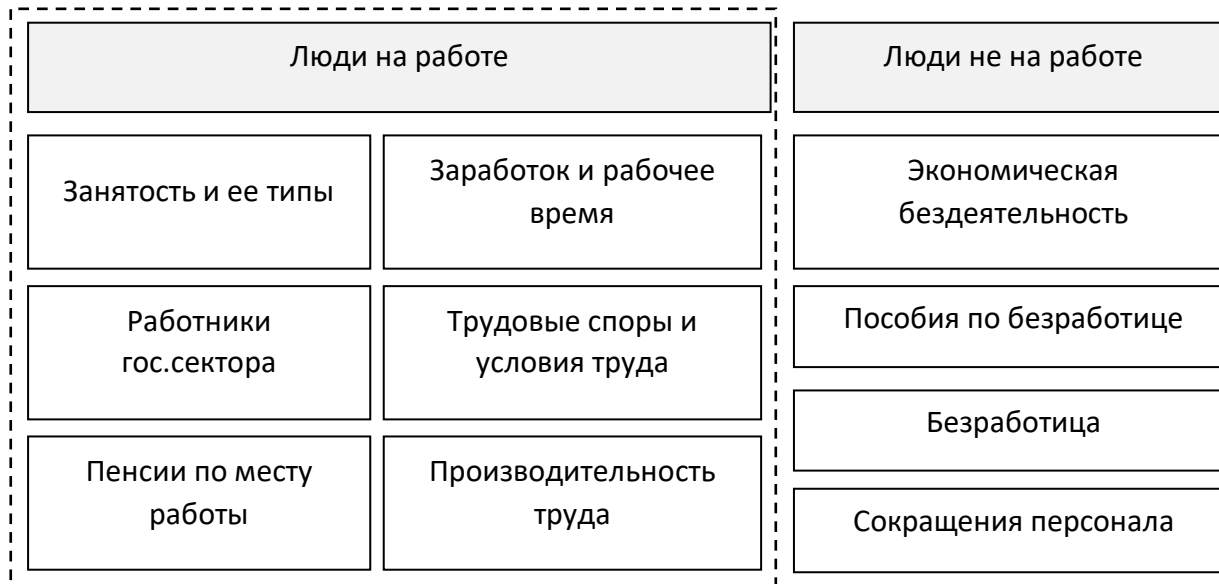 Люди на работе
Люди не на работе
Занятость и ее типы
Заработок и рабочее
время
Экономическая
бездеятельность
Работники
гос.сектора
Трудовые споры и
условия труда
Пособия по безработице
Безработица
Пенсии по месту
работы
Производительность
труда
Сокращения персонала